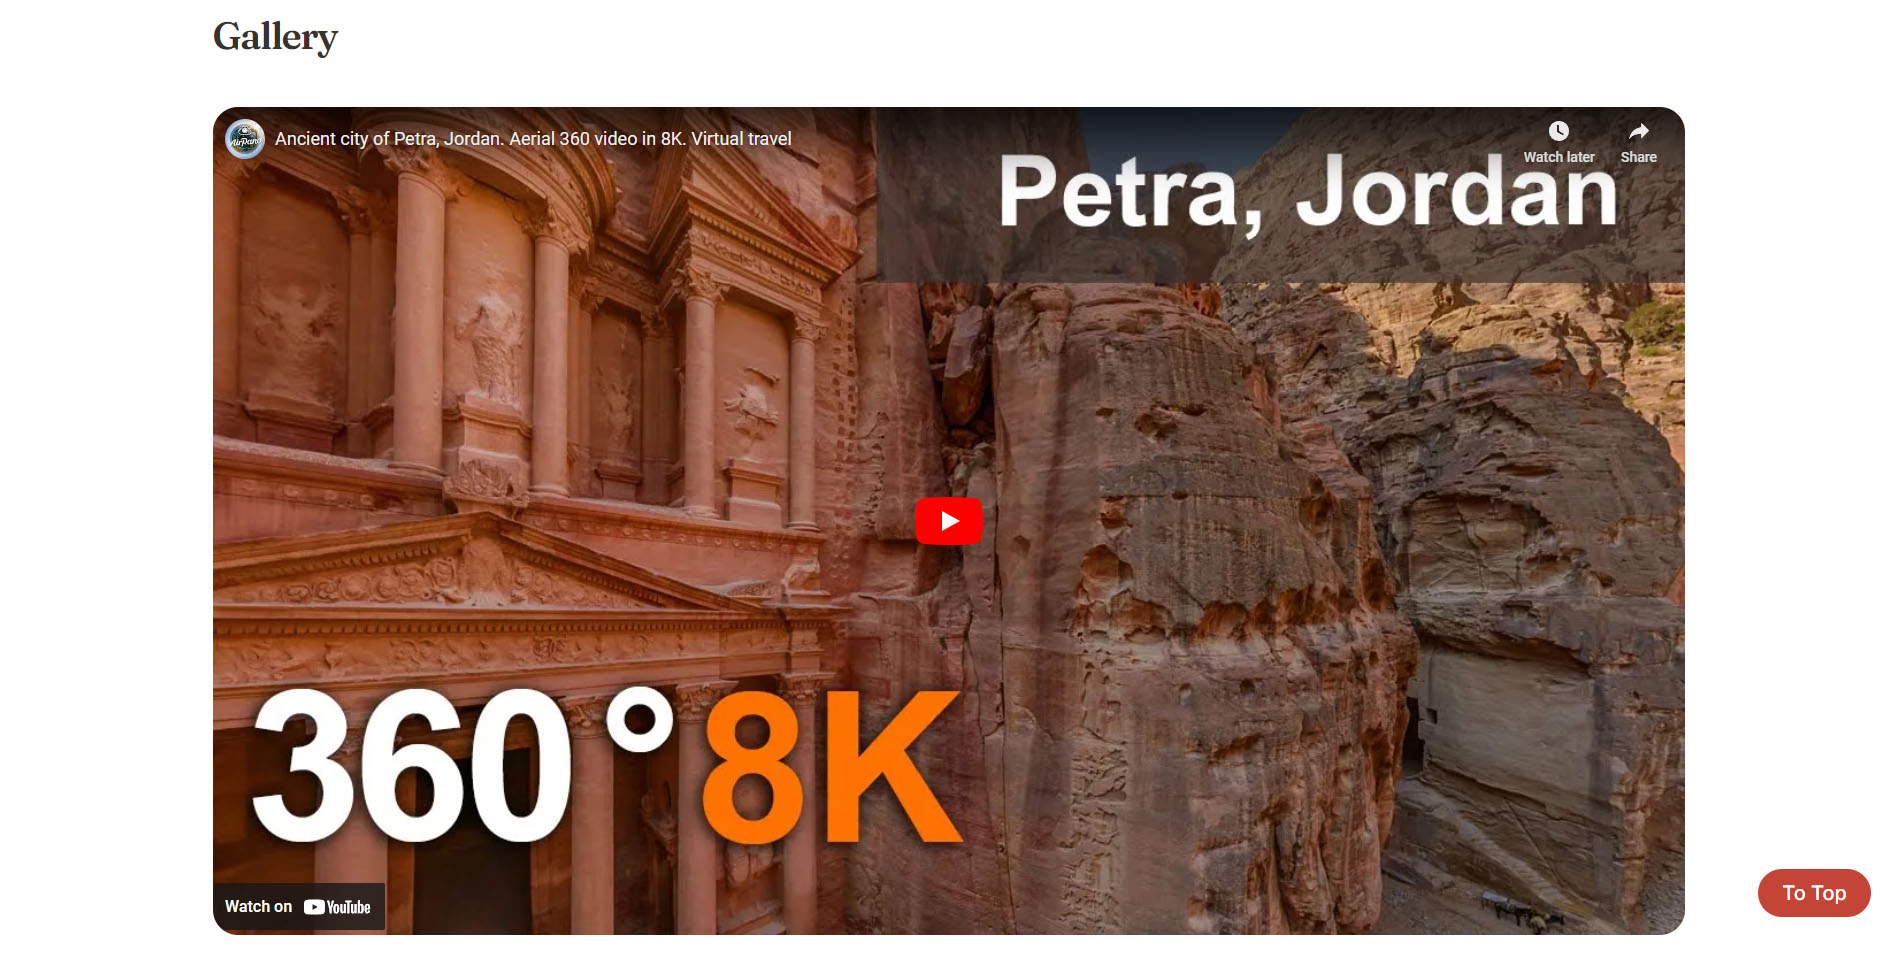 Gallery
AirPano
Ancient city of Petra, Jordan. Aerial 360 video in 8K. Virtual travel
Watch later
Share
Petra, Jordan
360° 8K
Watch on YouTube
To Top